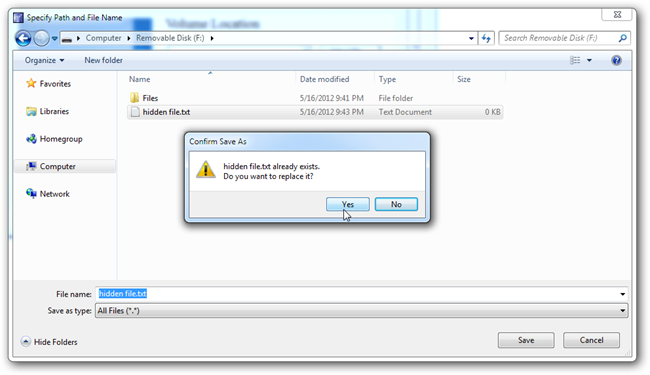 Specify Path and File Name
Volume Location
Computer Removable Disk (F:)
Search Removable Disk (F:)
Organize New folder
Name Date modified Type Size
Favorites
Libraries
Homegroup
Computer
Network
Files 5/16/2012 9:41 PM File folder
hidden file.txt 5/16/2012 9:43 PM Text Document 0 KB
Confirm Save As
hidden file.txt already exists.
Do you want to replace it?
Yes No
File name: hidden file.txt
Save as type: All Files (*.*)
Hide Folders Save Cancel